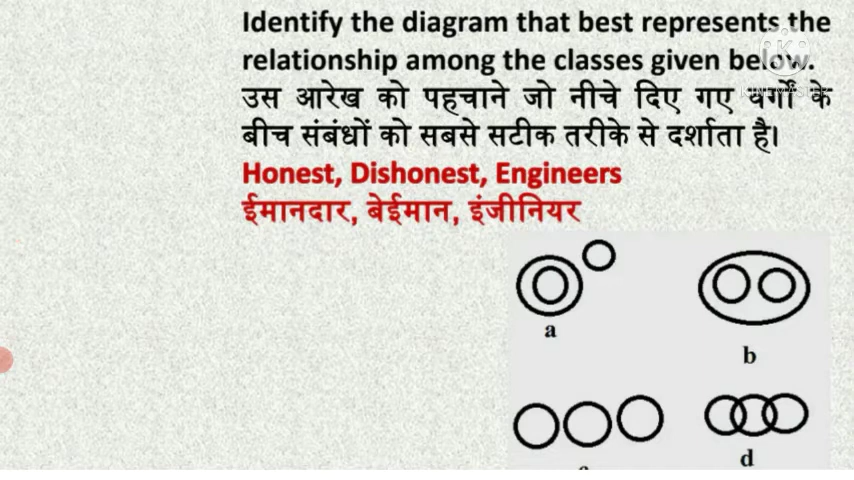 Identify the diagram that best represents the
relationship among the classes given below.
उस आरेख को पहचाने जो नीचे दिए गए वर्गों के
बीच संबंधों को सबसे सटीक तरीके से दर्शाता है।
Honest, Dishonest, Engineers
ईमानदार, बेईमान, इंजीनियर
K
KINEMASTER
a
b
d